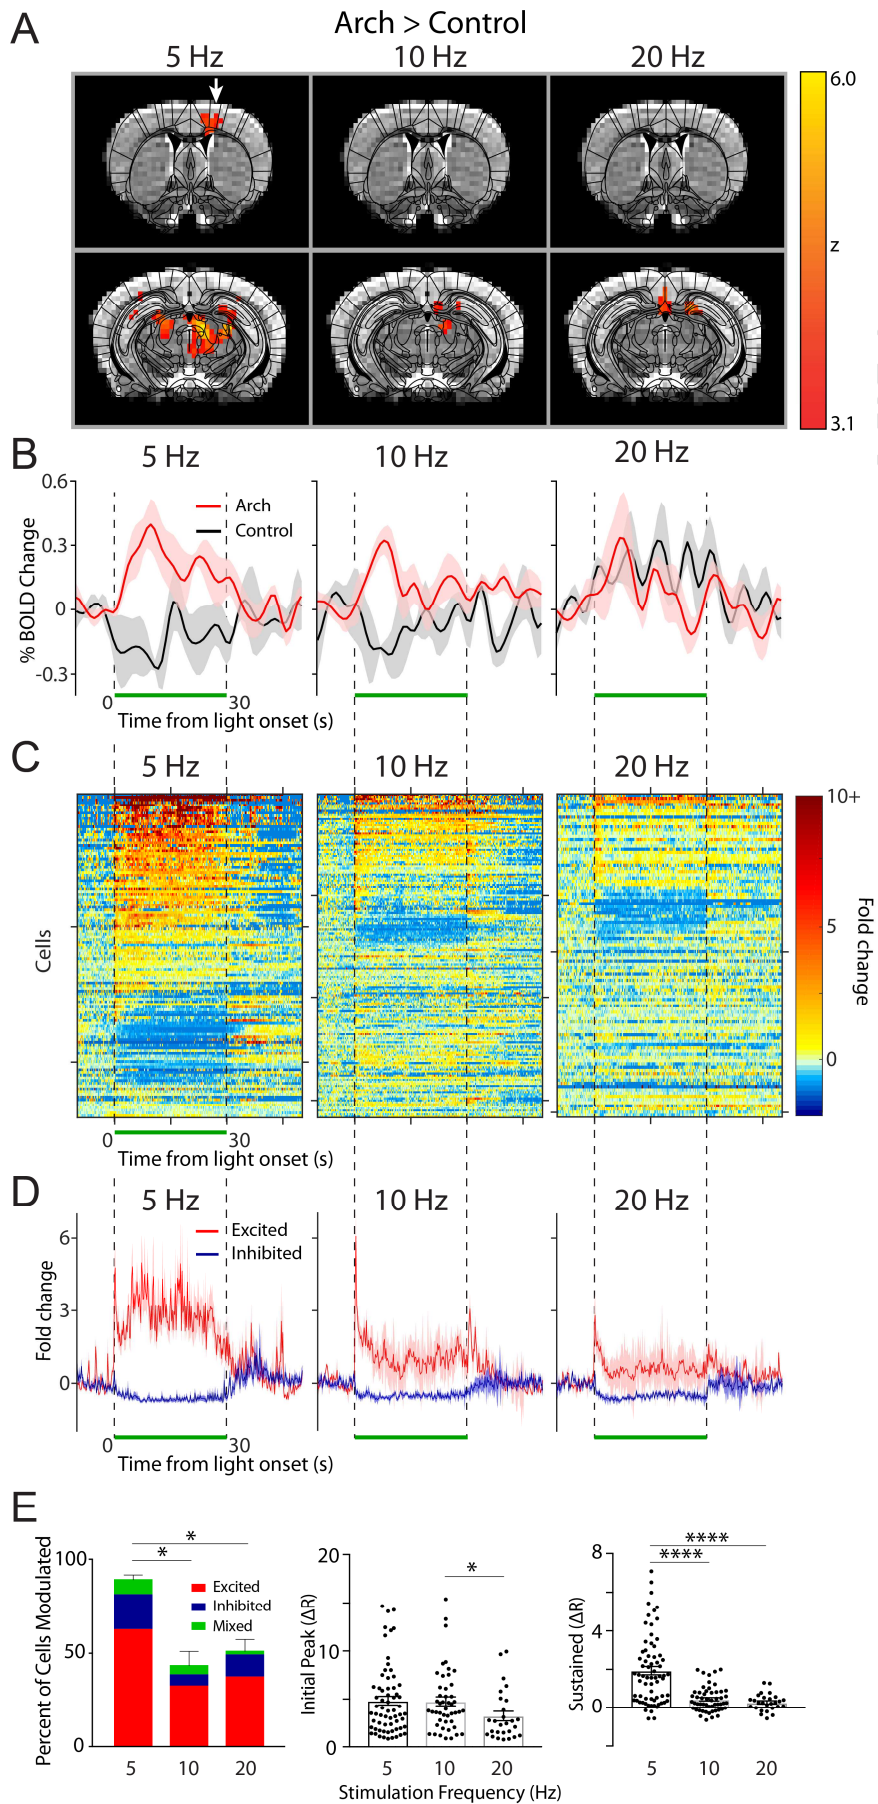 A
Arch > Control
5 Hz 10 Hz 20 Hz
6.0
z
3.1
B
5 Hz 10 Hz 20 Hz
0.6
0.3
0
-0.3
% BOLD Change
Arch
Control
0 30
Time from light onset (s)
C
5 Hz 10 Hz 20 Hz
Cells
10+
5
0
Fold change
0 30
Time from light onset (s)
D
5 Hz 10 Hz 20 Hz
Excited
Inhibited
6
3
0
Fold change
0 30
Time from light onset (s)
E
* *
100
50
0
Percent of Cells Modulated
Excited
Inhibited
Mixed
5 10 20
*
20
10
0
Initial Peak (ΔR)
5 10 20
****
****
8
4
0
Sustained (ΔR)
5 10 20
Stimulation Frequency (Hz)